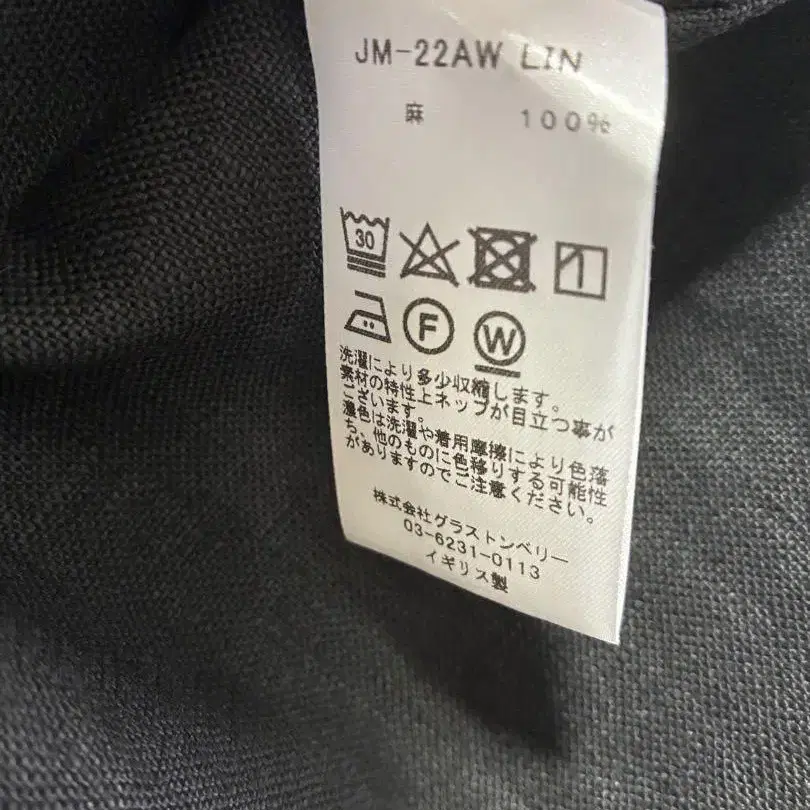 JM-22AW LIN
麻 100%
30
F
W
洗濯により多少収縮します。
素材の特性上ネップが目立つ事が
ございます。
濃色は洗濯や着用摩擦により色落
ち、他のものに色移りする可能性
がありますのでご注意ください。
株式会社グラストンベリー
03-6231-0113
イギリス製